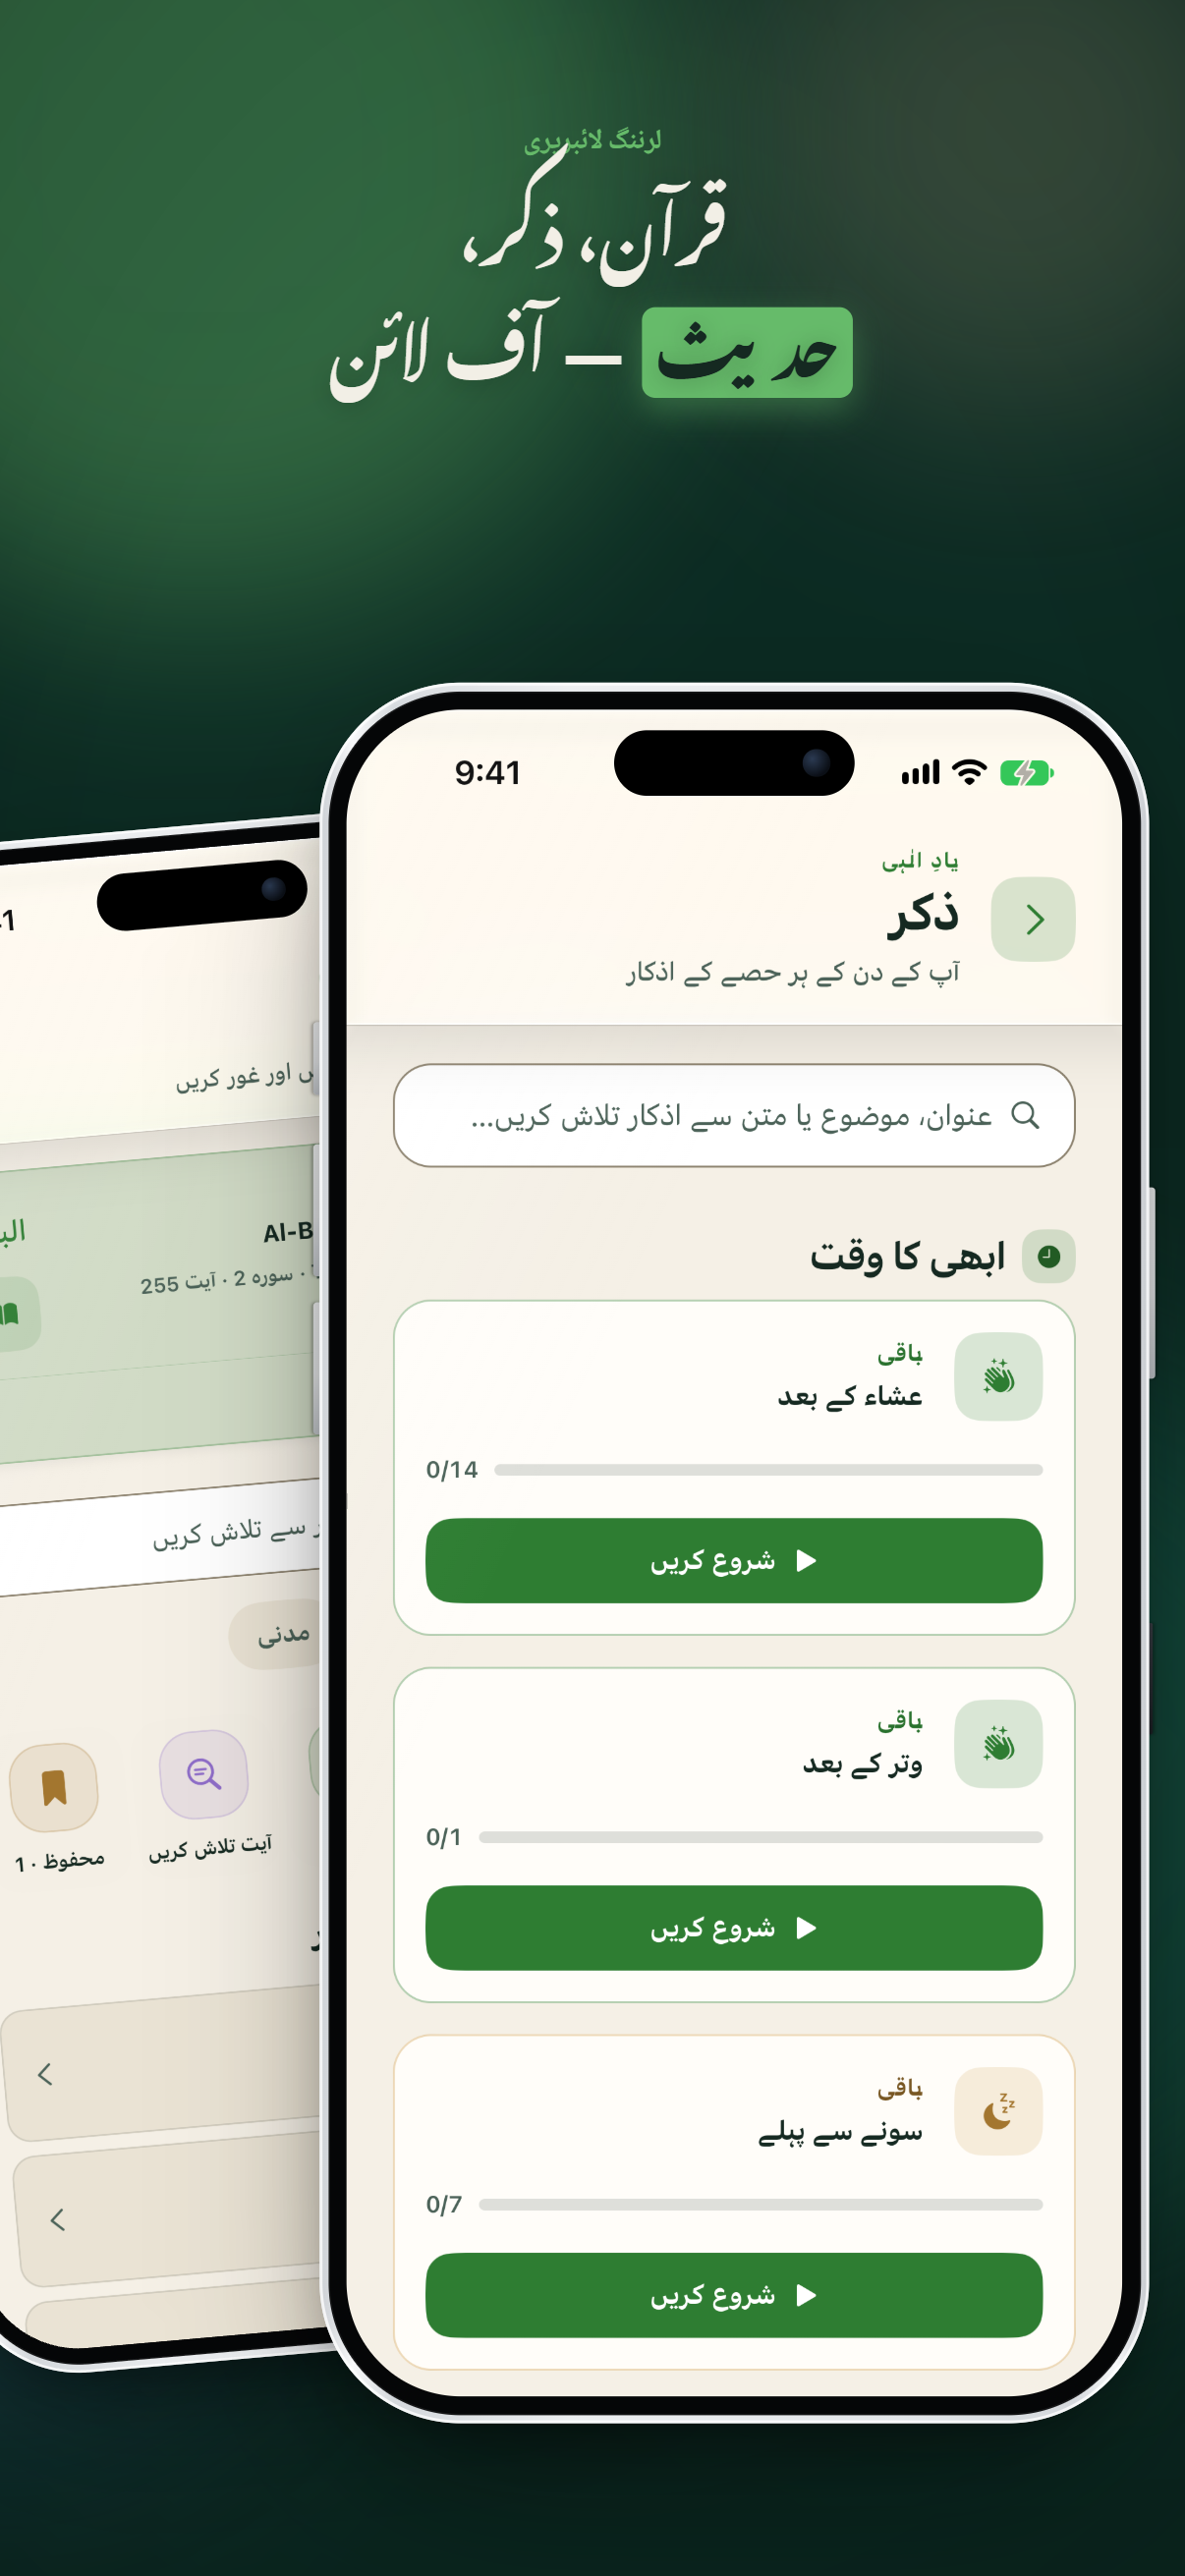 لرننگ لائبریری
قرآن، ذکر،
حدیث — آف لائن
9:41
یادِ الٰہی
ذکر
آپ کے دن کے ہر حصے کے اذکار
عنوان، موضوع یا متن سے اذکار تلاش کریں...
ابھی کا وقت
باقی
عشاء کے بعد
0/14
شروع کریں
باقی
وتر کے بعد
0/1
شروع کریں
باقی
سونے سے پہلے
0/7
شروع کریں
اور غور کریں
Al-B
سورہ 2 · آیت 255
سے تلاش کریں
مدنی
آیت تلاش کریں
محفوظ · 1